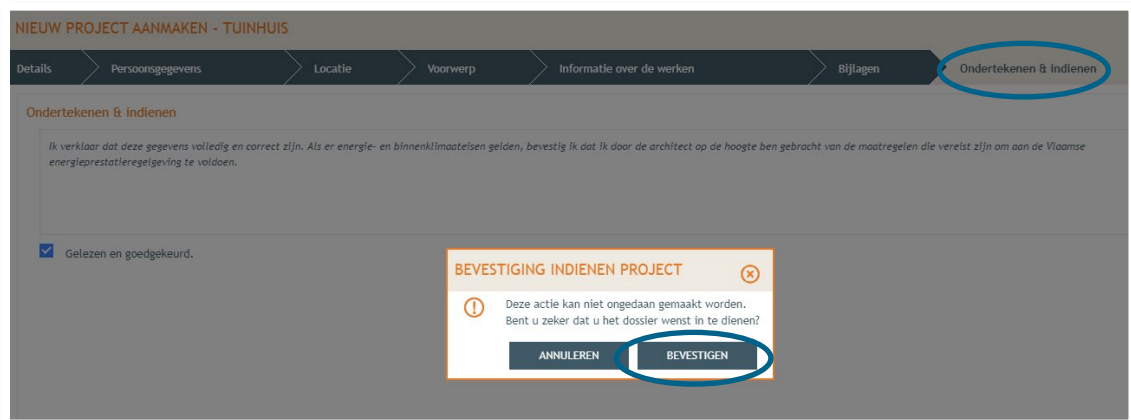 NIEUW PROJECT AANMAKEN - TUINHUIS
Details Persoonsgegevens Locatie Voorwerp Informatie over de werken Bijlagen Ondertekenen & indienen
Ondertekenen & indienen
Ik verklaar dat deze gegevens volledig en correct zijn. Als er energie- en binnenklimaateisen gelden, bevestig ik dat ik door de architect op de hoogte ben gebracht van de maatregelen die vereist zijn om aan de Vlaamse
energieprestatieregelgeving te voldoen.
Gelezen en goedgekeurd.
BEVESTIGING INDIENEN PROJECT
Deze actie kan niet ongedaan gemaakt worden.
Bent u zeker dat u het dossier wenst in te dienen?
ANNULEREN BEVESTIGEN